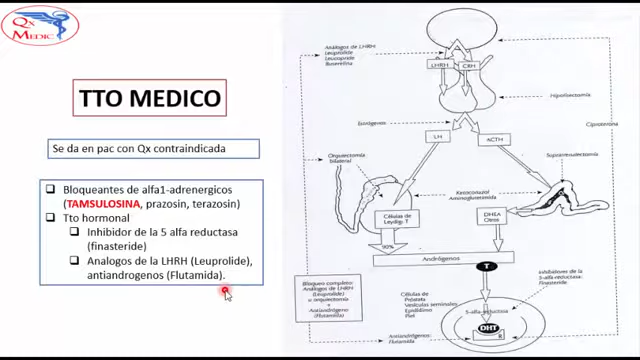 Qx
MEDIC
TTO MEDICO
Se da en pac con Qx contraindicada
Bloqueantes de alfa1-adrenergicos
(TAMSULOSINA, prazosin, terazosin)
Tto hormonal
Inhibidor de la 5 alfa reductasa
(finasteride)
Analogos de la LHRH (Leuprolide),
antiandrogenos (Flutamida).
Análogos de LHRH
Leuprolide
Leucopride
Buserelina
LHRH
CRH
Hipofisectomía
Estrógenos
Ciproterona
LH
ACTH
Orquiectomía
bilateral
Suprarrenalectomía
Ketoconazol
Aminoglutetimida
Células de
Leydig: T
DHEA
Otros
90%
Andrógenos
T
Bloqueo completo:
Análogos de LHRH
(Leuprolide)
u orquiectomía
+
Antiandrógeno
(Flutamida)
Células de
Próstata
Vesículas seminales
Epidídimo
Piel
Inhibidores de la
5-alfa-reductasa:
Finasteride.
5-alfa-reductasa
DHT
R
Antiandrógenos:
Flutamida